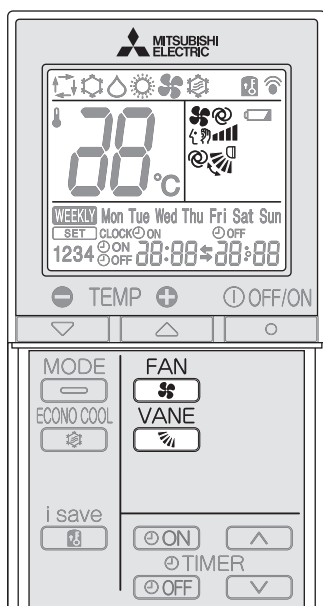 MITSUBISHI
ELECTRIC
88 °C
WEEKLY Mon Tue Wed Thu Fri Sat Sun
SET CLOCK ON OFF
1234 ON OFF 88:88 88:88
TEMP OFF/ON
MODE FAN
ECONO COOL VANE
i save
ON
TIMER
OFF